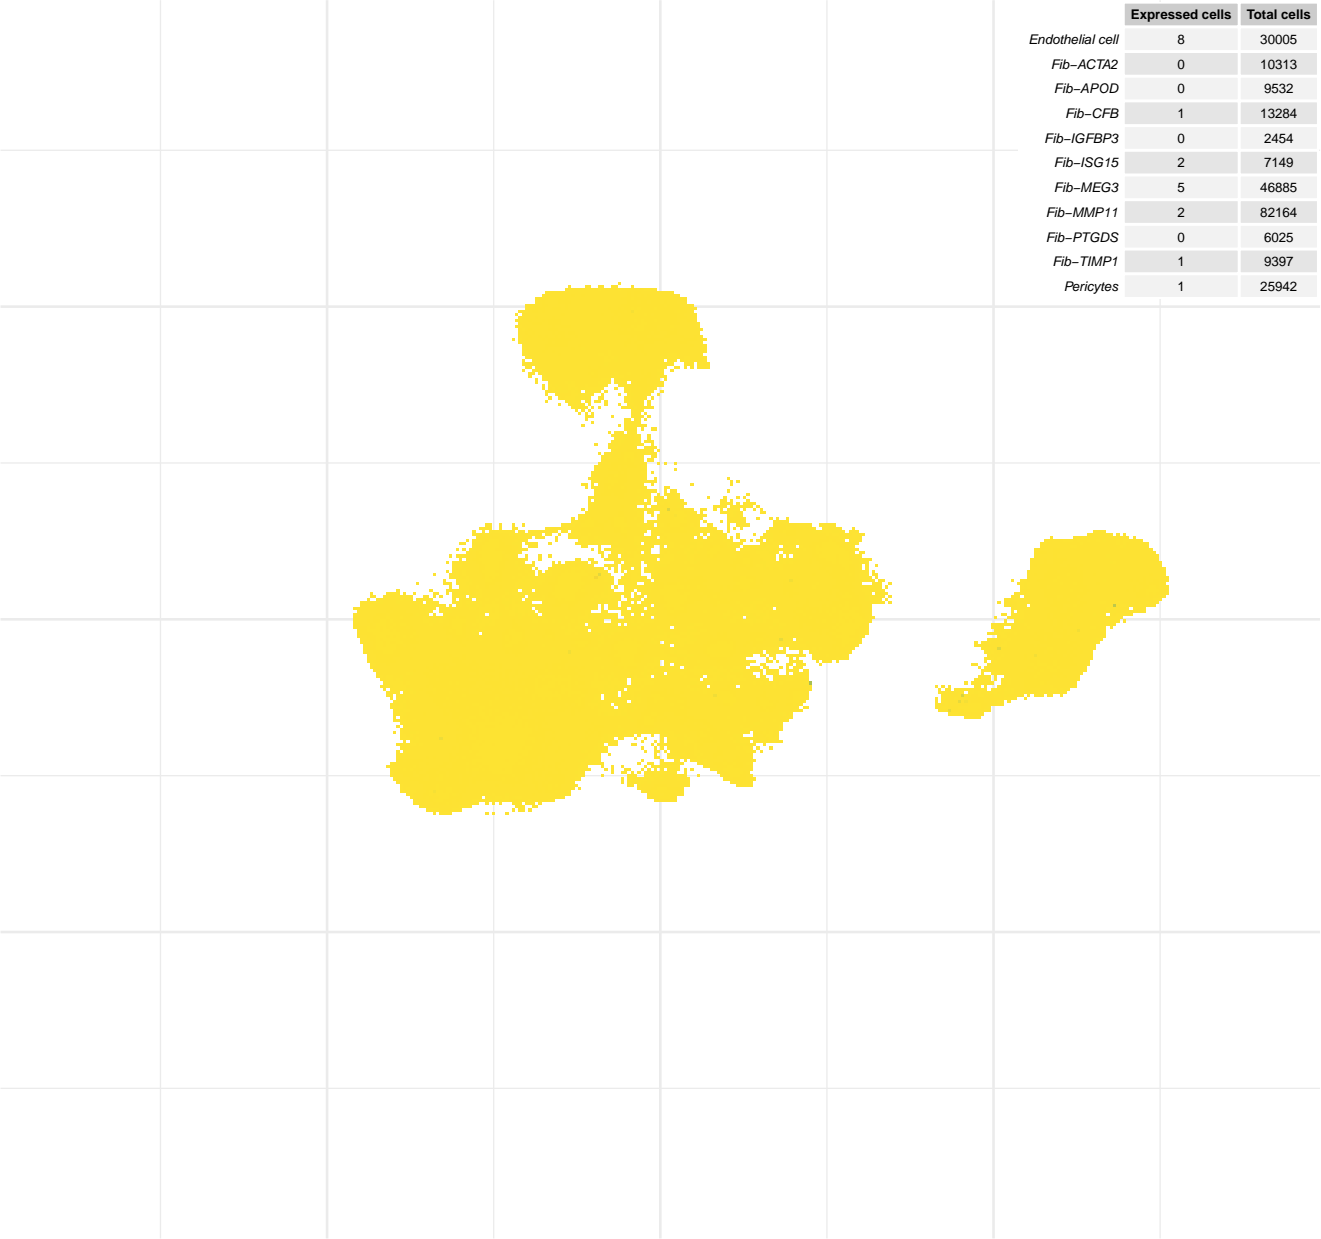 Expressed cells Total cells
Endothelial cell 8 30005
Fib−ACTA2 0 10313
Fib−APOD 0 9532
Fib−CFB 1 13284
Fib−IGFBP3 0 2454
Fib−ISG15 2 7149
Fib−MEG3 5 46885
Fib−MMP11 2 82164
Fib−PTGDS 0 6025
Fib−TIMP1 1 9397
Pericytes 1 25942